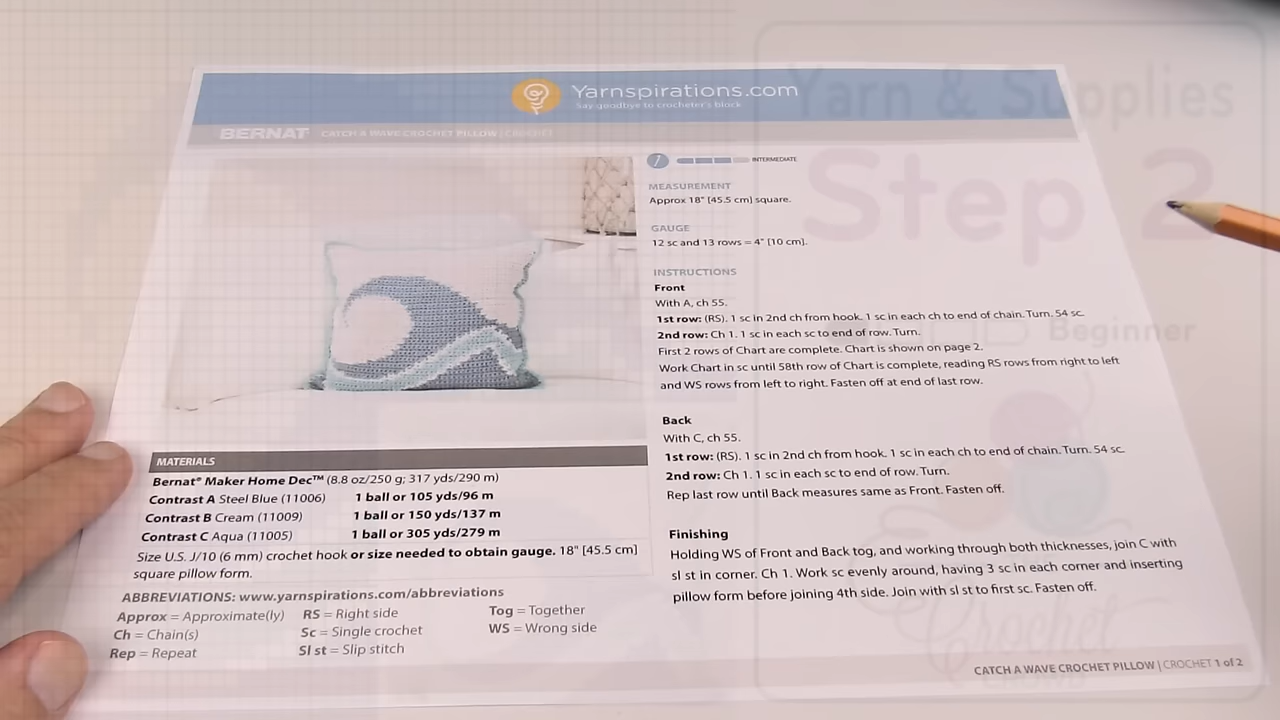 Yarnspirations.com
Say goodbye to crocheter's block
Yarn & Supplies
BERNAT CATCH A WAVE CROCHET PILLOW | CROCHET
7 INTERMEDIATE
Step 2
Beginner
MEASUREMENT
Approx 18" [45.5 cm] square.
GAUGE
12 sc and 13 rows = 4" [10 cm].
INSTRUCTIONS
Front
With A, ch 55.
1st row: (RS). 1 sc in 2nd ch from hook. 1 sc in each ch to end of chain. Turn. 54 sc.
2nd row: Ch 1. 1 sc in each sc to end of row. Turn.
First 2 rows of Chart are complete. Chart is shown on page 2.
Work Chart in sc until 58th row of Chart is complete, reading RS rows from right to left
and WS rows from left to right. Fasten off at end of last row.
Back
With C, ch 55.
1st row: (RS). 1 sc in 2nd ch from hook. 1 sc in each ch to end of chain. Turn. 54 sc.
2nd row: Ch 1. 1 sc in each sc to end of row. Turn.
Rep last row until Back measures same as Front. Fasten off.
Finishing
Holding WS of Front and Back tog, and working through both thicknesses, join C with
sl st in corner. Ch 1. Work sc evenly around, having 3 sc in each corner and inserting
pillow form before joining 4th side. Join with sl st to first sc. Fasten off.
MATERIALS
Bernat® Maker Home Dec™ (8.8 oz/250 g; 317 yds/290 m)
Contrast A Steel Blue (11006) 1 ball or 105 yds/96 m
Contrast B Cream (11009) 1 ball or 150 yds/137 m
Contrast C Aqua (11005) 1 ball or 305 yds/279 m
Size U.S. J/10 (6 mm) crochet hook or size needed to obtain gauge. 18" [45.5 cm]
square pillow form.
ABBREVIATIONS: www.yarnspirations.com/abbreviations
Approx = Approximate(ly)
Ch = Chain(s)
Rep = Repeat
RS = Right side
Sc = Single crochet
Sl st = Slip stitch
Tog = Together
WS = Wrong side
Crochet
CATCH A WAVE CROCHET PILLOW | CROCHET 1 of 2